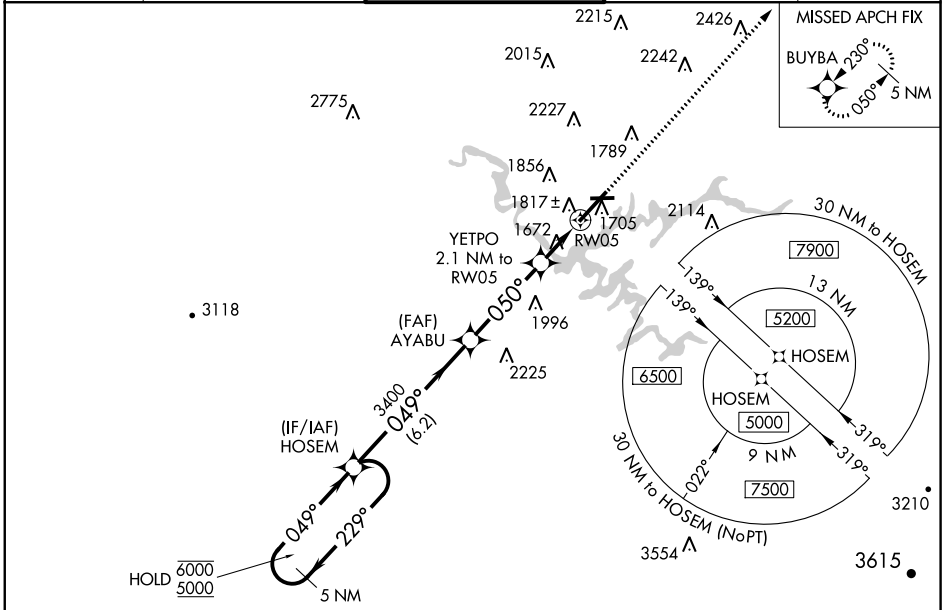 2215
2426
MISSED APCH FIX
2015
2242
BUYBA
230°
050°
5 NM
2775
2227
1789
1856
1817±
1705
2114
30 NM to HOSEM
1672
RW05
YETPO
2.1 NM to
RW05
7900
139°
13 NM
139°
5200
050°
3118
1996
(FAF)
AYABU
HOSEM
2225
6500
HOSEM
3400
049°
(6.2)
5000
319°
(IF/IAF)
HOSEM
9 NM
319°
022°
7500
30 NM to HOSEM (NoPT)
3210
049°
229°
3554
3615
HOLD 6000
5000
5 NM